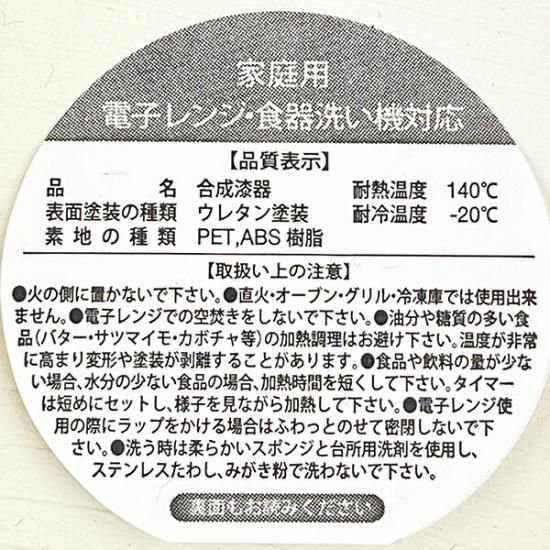 家庭用
電子レンジ・食器洗い機対応
【品質表示】
品　　　名　合成漆器　耐熱温度　140℃
表面塗装の種類　ウレタン塗装　耐冷温度　-20℃
素地の種類　PET,ABS 樹脂
【取扱い上の注意】
●火の側に置かないで下さい。●直火・オーブン・グリル・冷凍庫では使用出来
ません。●電子レンジでの空焚きをしないで下さい。●油分や糖質の多い食
品(バター・サツマイモ・カボチャ等)の加熱調理はお避け下さい。温度が非常
に高まり変形や塗装が剥離することがあります。●食品や飲料の量が少な
い場合、水分の少ない食品の場合、加熱時間を短くして下さい。タイマー
は短めにセットし、様子を見ながら加熱して下さい。●電子レンジ使
用の際にラップをかける場合はふわっとのせて密閉しないで下
さい。●洗う時は柔らかいスポンジと台所用洗剤を使用し、
ステンレスたわし、みがき粉で洗わないで下さい。
裏面もお読みください